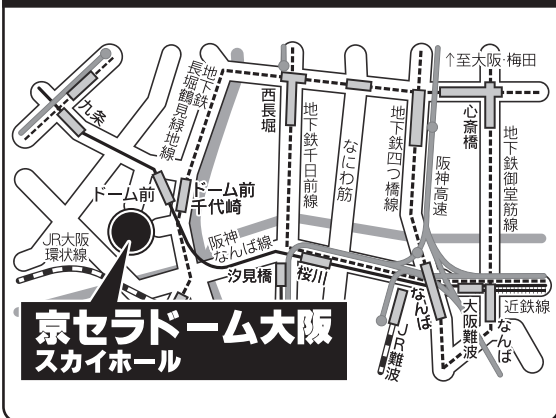 ↑至大阪・梅田
九条
地下鉄
長堀鶴見緑地線
西長堀
地下鉄千日前線
なにわ筋
地下鉄四つ橋線
阪神高速
心斎橋
地下鉄御堂筋線
ドーム前
ドーム前
千代崎
JR大阪
環状線
阪神
なんば線
汐見橋
桜川
なんば
JR難波
大阪難波
なんば
近鉄線
京セラドーム大阪
スカイホール